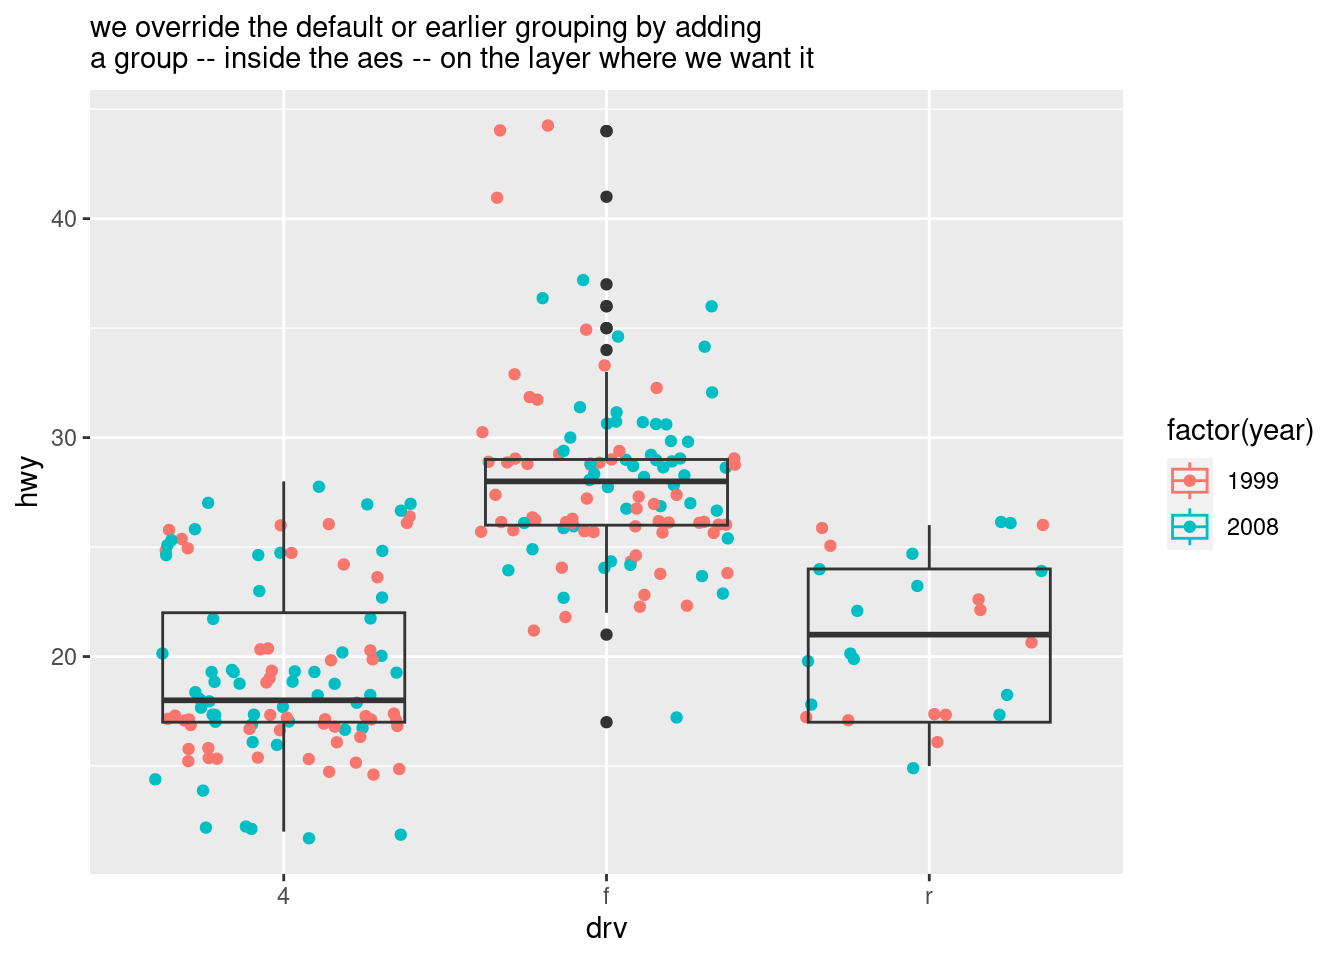 we override the default or earlier grouping by adding
a group -- inside the aes -- on the layer where we want it
hwy
40
30
20
4
f
r
drv
factor(year)
1999
2008